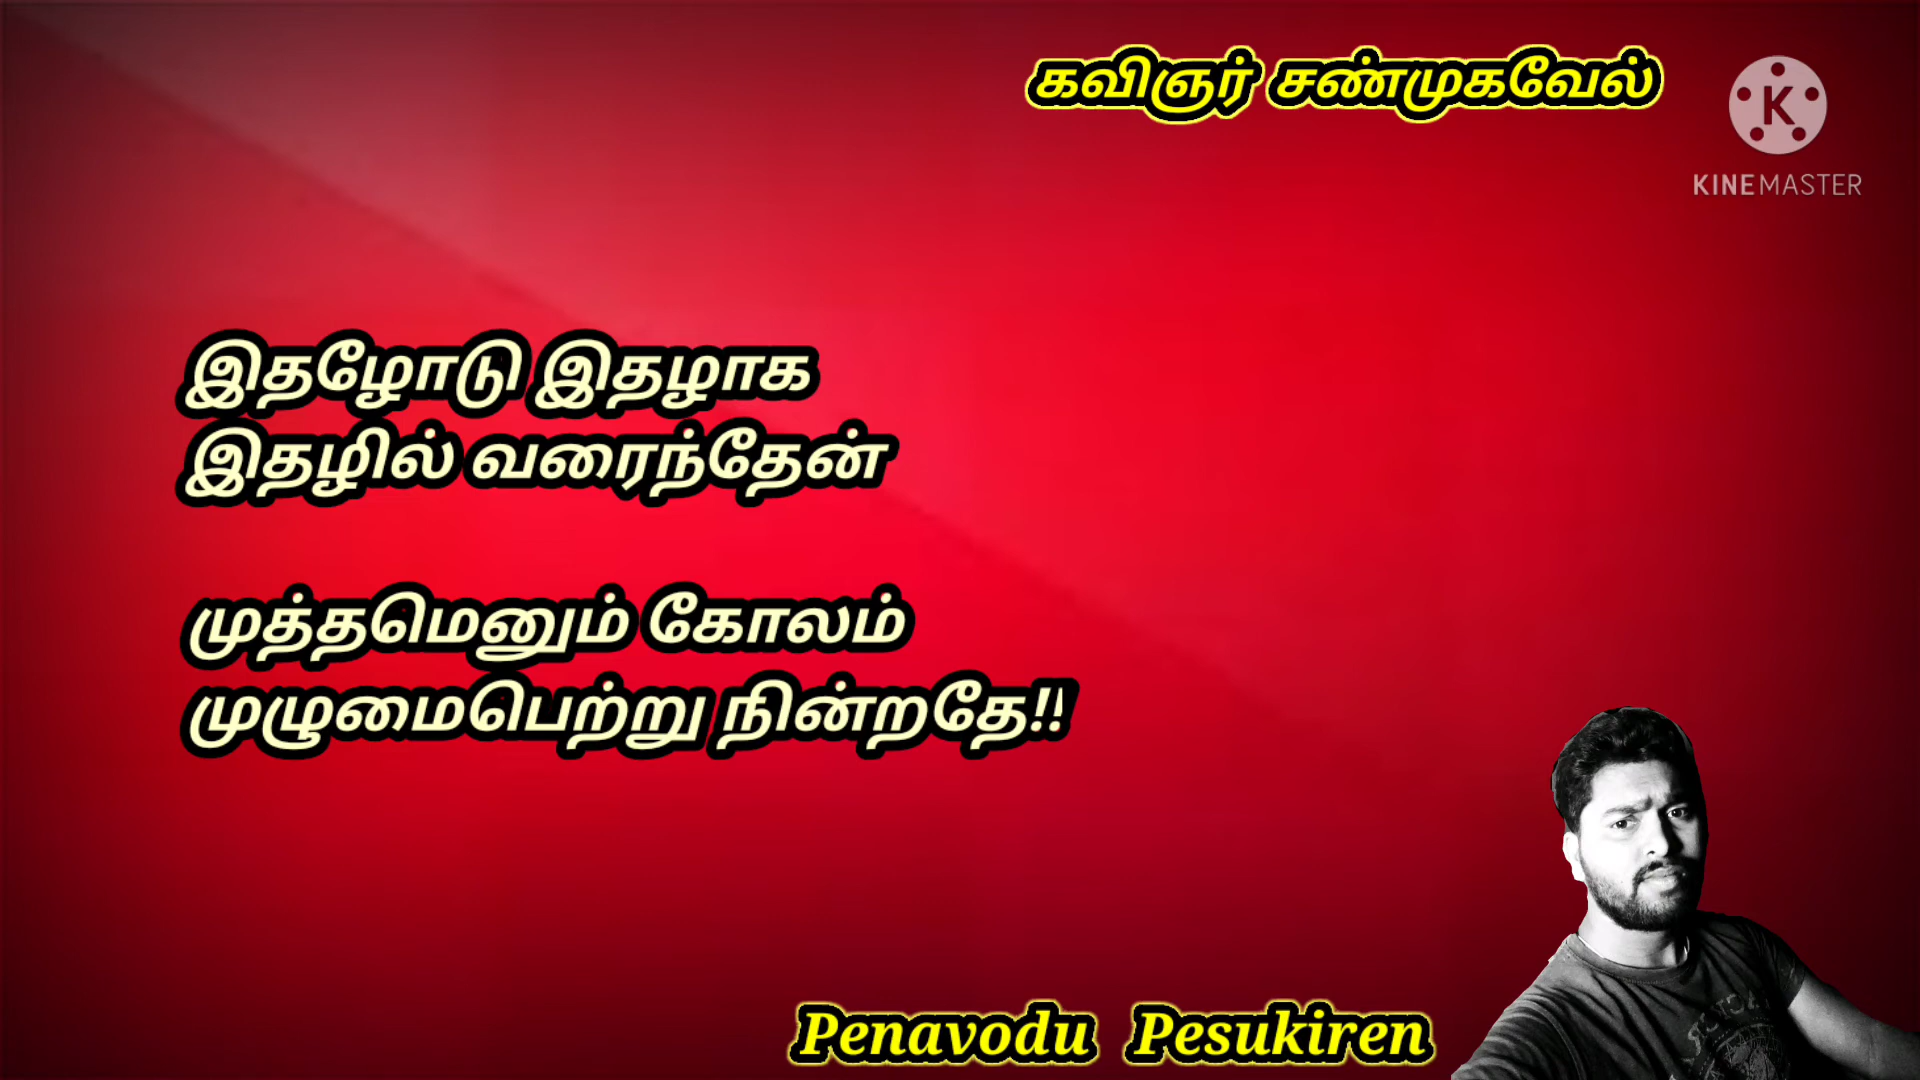 கவிஞர் சண்முகவேல்
KINEMASTER
இதழோடு இதழாக
இதழில் வரைந்தேன்
முத்தமெனும் கோலம்
முழுமைபெற்று நின்றதே!!
Penavodu Pesukiren